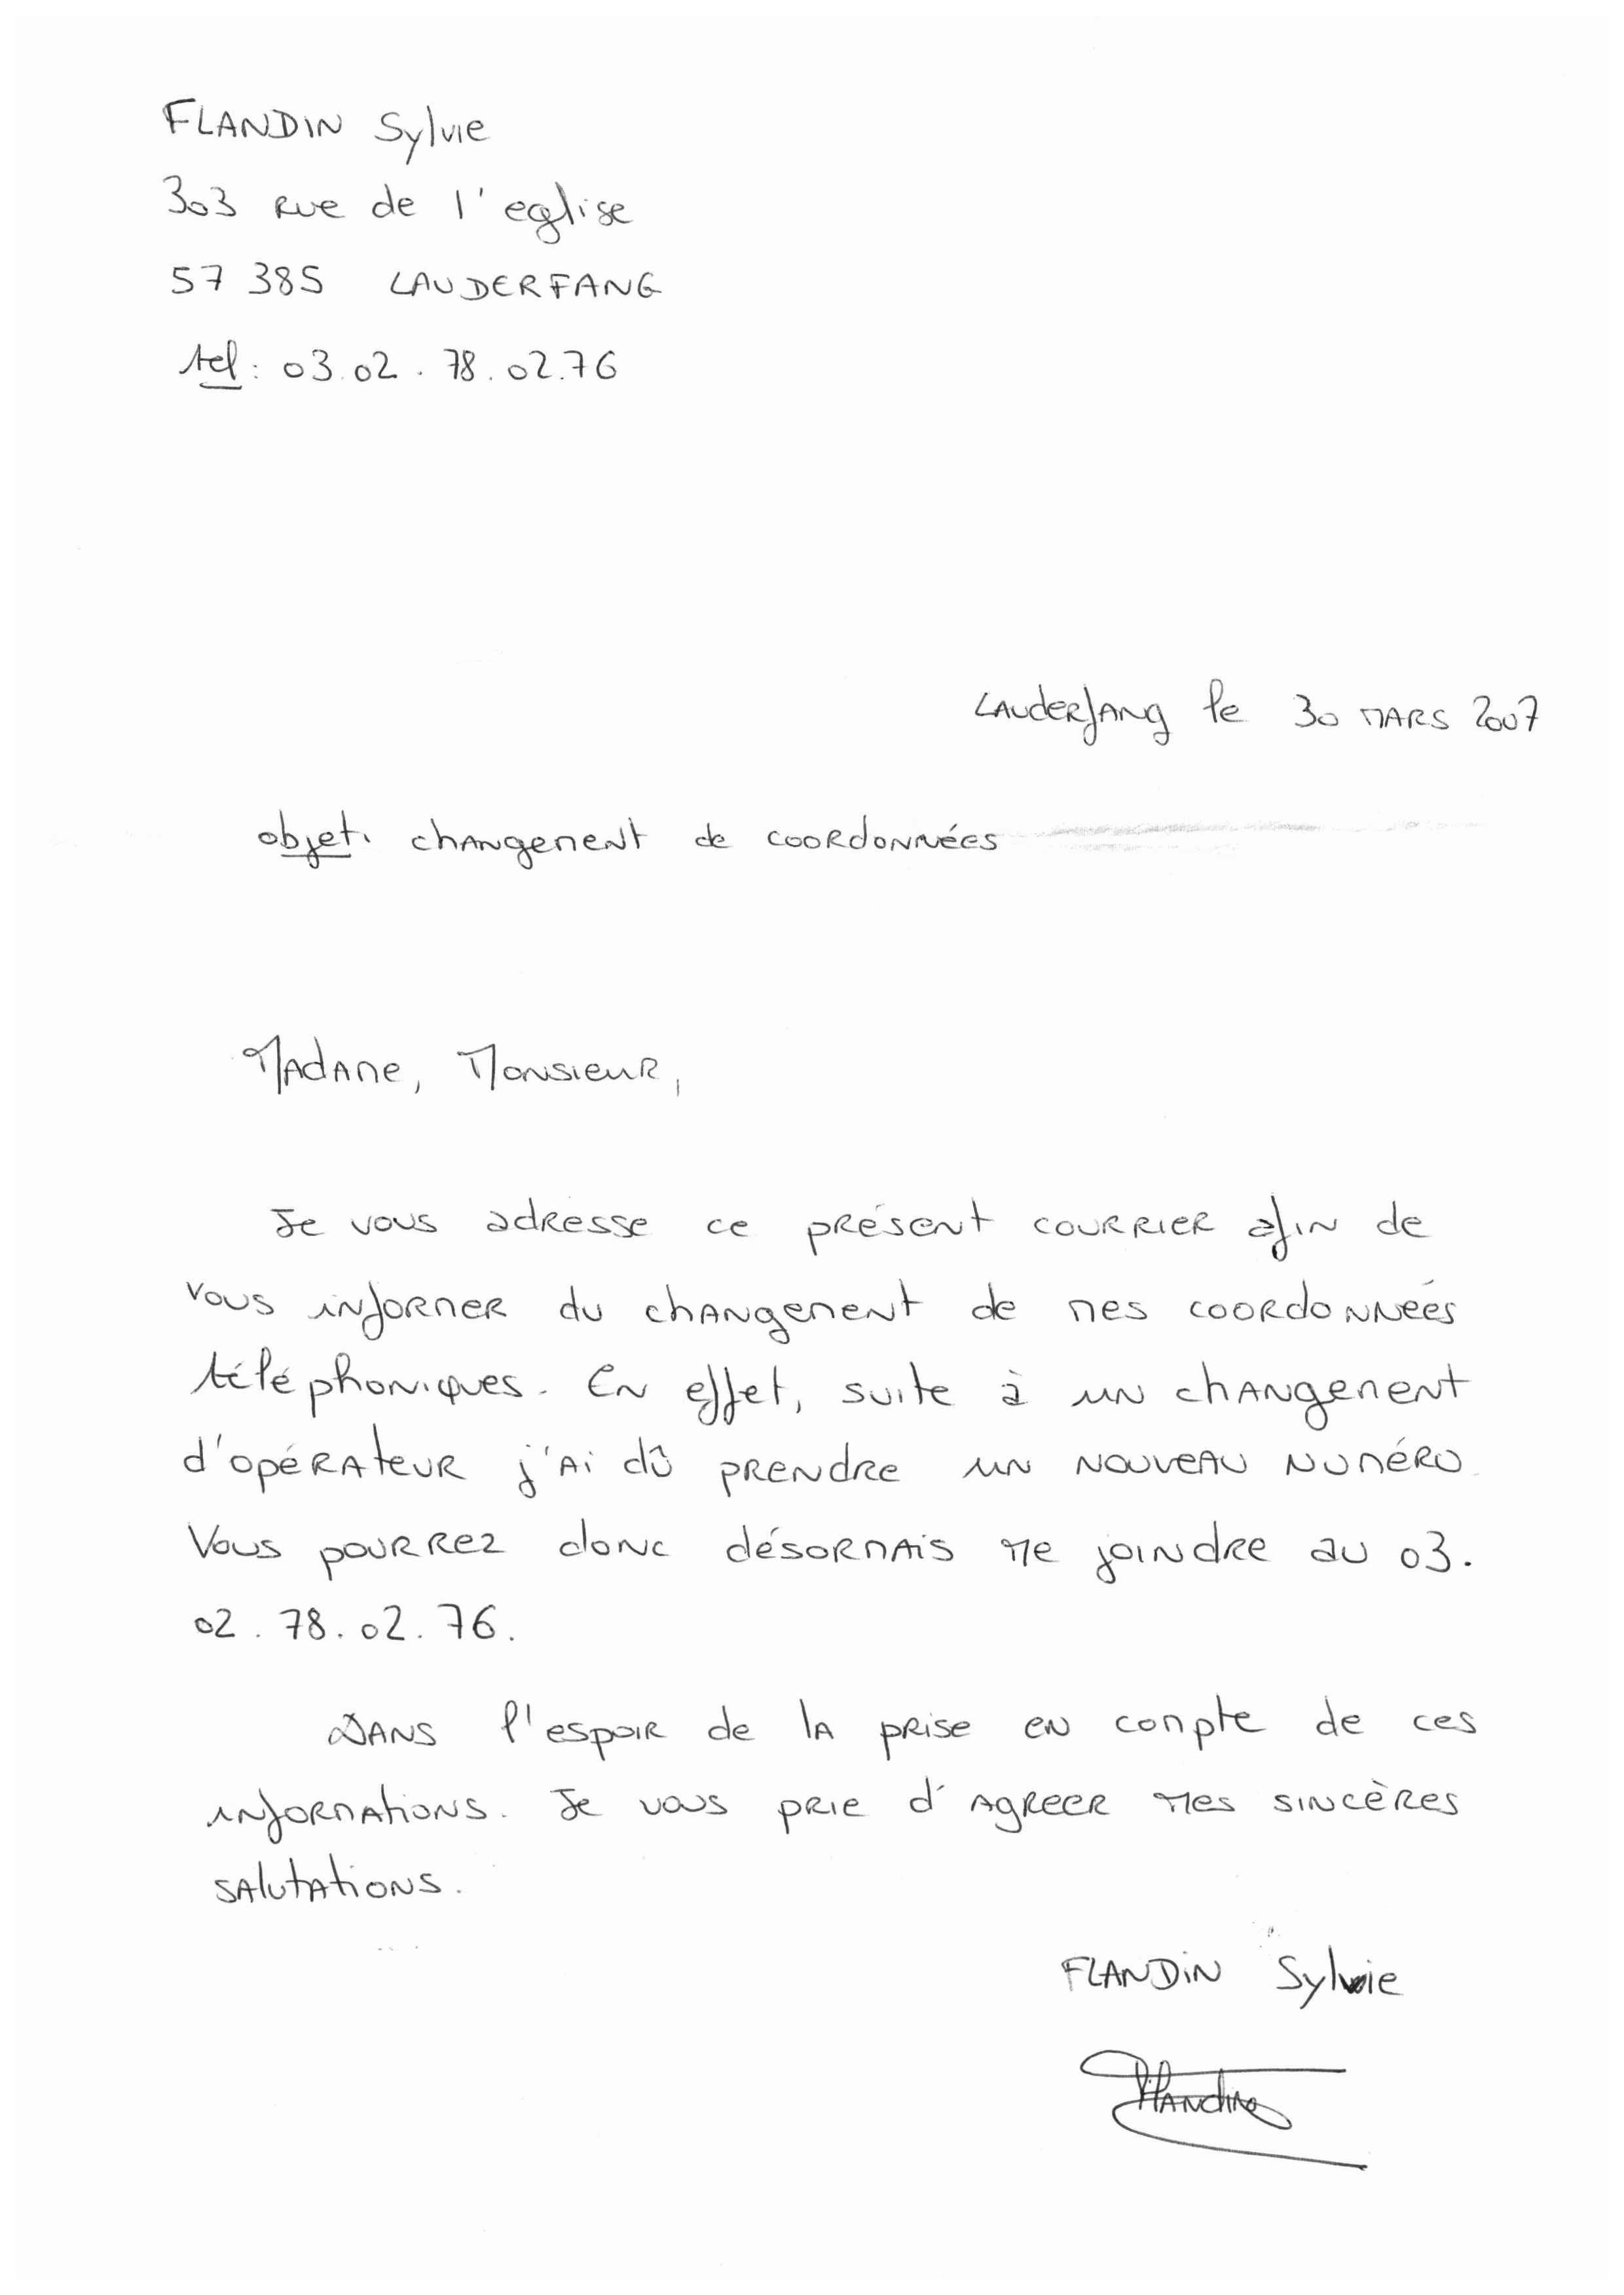 FLANDIN Sylvie
303 rue de l'eglise
57 385 LAUDERFANG
tel : 03.02.78.02.76
Lauderfang le 30 mars 2007
objet : changement de coordonnées
Madame, Monsieur,
Je vous adresse ce présent courrier afin de
vous informer du changement de mes coordonnées
téléphoniques. En effet, suite à un changement
d'opérateur j'ai dû prendre un nouveau numéro.
Vous pourrez donc désormais me joindre au 03.
02.78.02.76.
Dans l'espoir de la prise en compte de ces
informations. Je vous prie d'agreer mes sincères
salutations.
FLANDIN Sylvie
Flandin